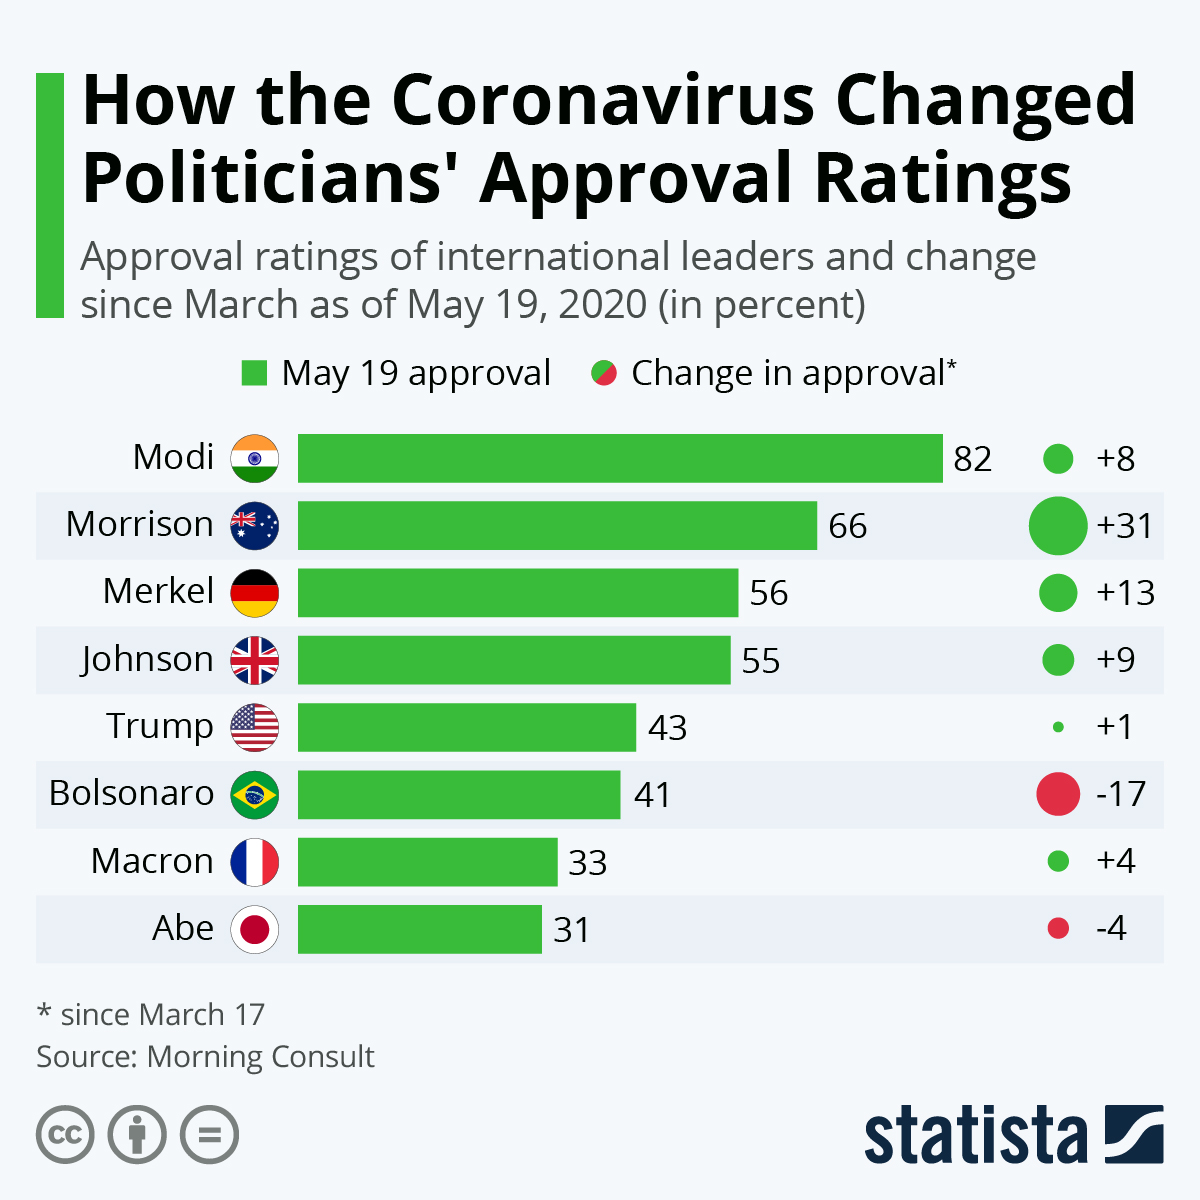 How the Coronavirus Changed
Politicians' Approval Ratings
Approval ratings of international leaders and change
since March as of May 19, 2020 (in percent)
May 19 approval Change in approval*
Modi 82 +8
Morrison 66 +31
Merkel 56 +13
Johnson 55 +9
Trump 43 +1
Bolsonaro 41 -17
Macron 33 +4
Abe 31 -4
* since March 17
Source: Morning Consult
cc statista